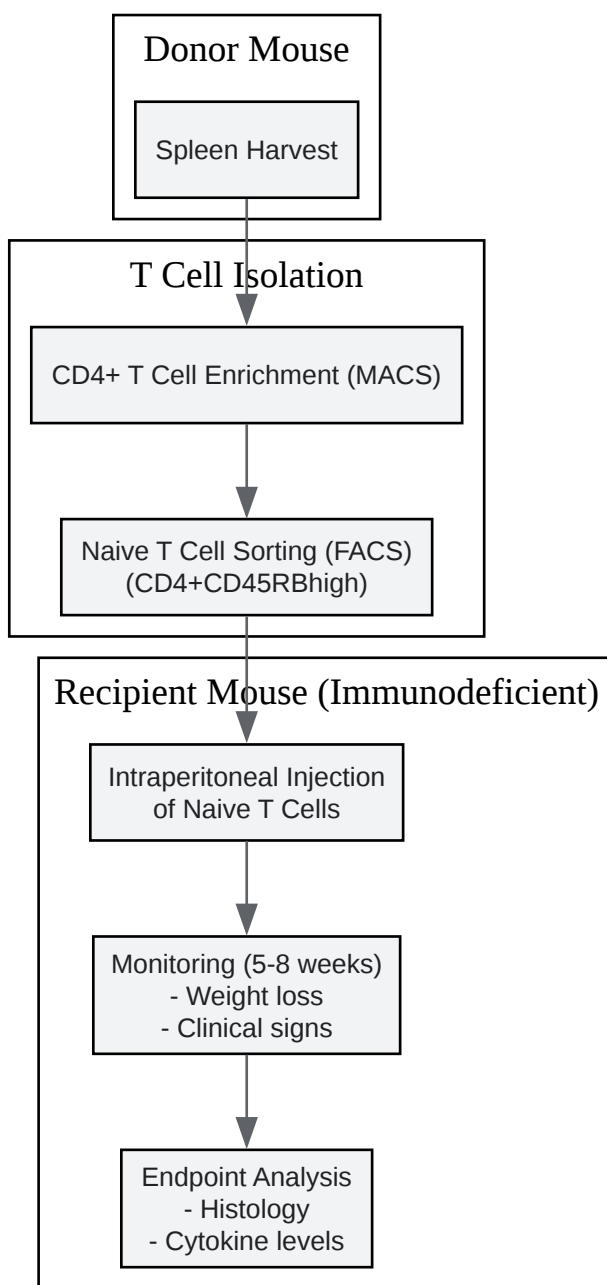 Donor Mouse
Spleen Harvest
T Cell Isolation
CD4+ T Cell Enrichment (MACS)
Naive T Cell Sorting (FACS)
(CD4+CD45RBhigh)
Recipient Mouse (Immunodeficient)
Intraperitoneal Injection
of Naive T Cells
Monitoring (5-8 weeks)
- Weight loss
- Clinical signs
Endpoint Analysis
- Histology
- Cytokine levels